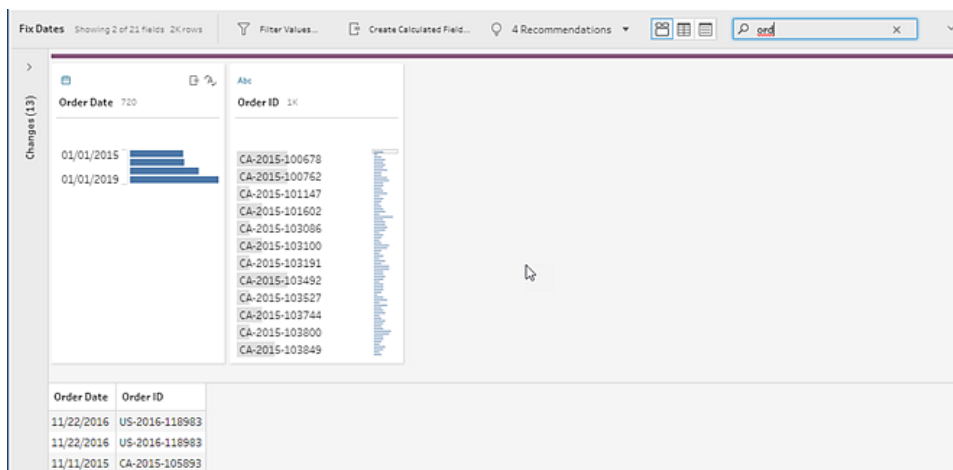 Fix Dates Showing 2 of 21 fields 2K rows Filter Values... Create Calculated Field... 4 Recommendations ord
Changes (13)
Abc
Order Date 720
Order ID 1K
01/01/2015
01/01/2019
CA-2015-100678
CA-2015-100762
CA-2015-101147
CA-2015-101602
CA-2015-103086
CA-2015-103100
CA-2015-103191
CA-2015-103492
CA-2015-103527
CA-2015-103744
CA-2015-103800
CA-2015-103849
Order Date Order ID
11/22/2016 US-2016-118983
11/22/2016 US-2016-118983
11/11/2015 CA-2015-105893